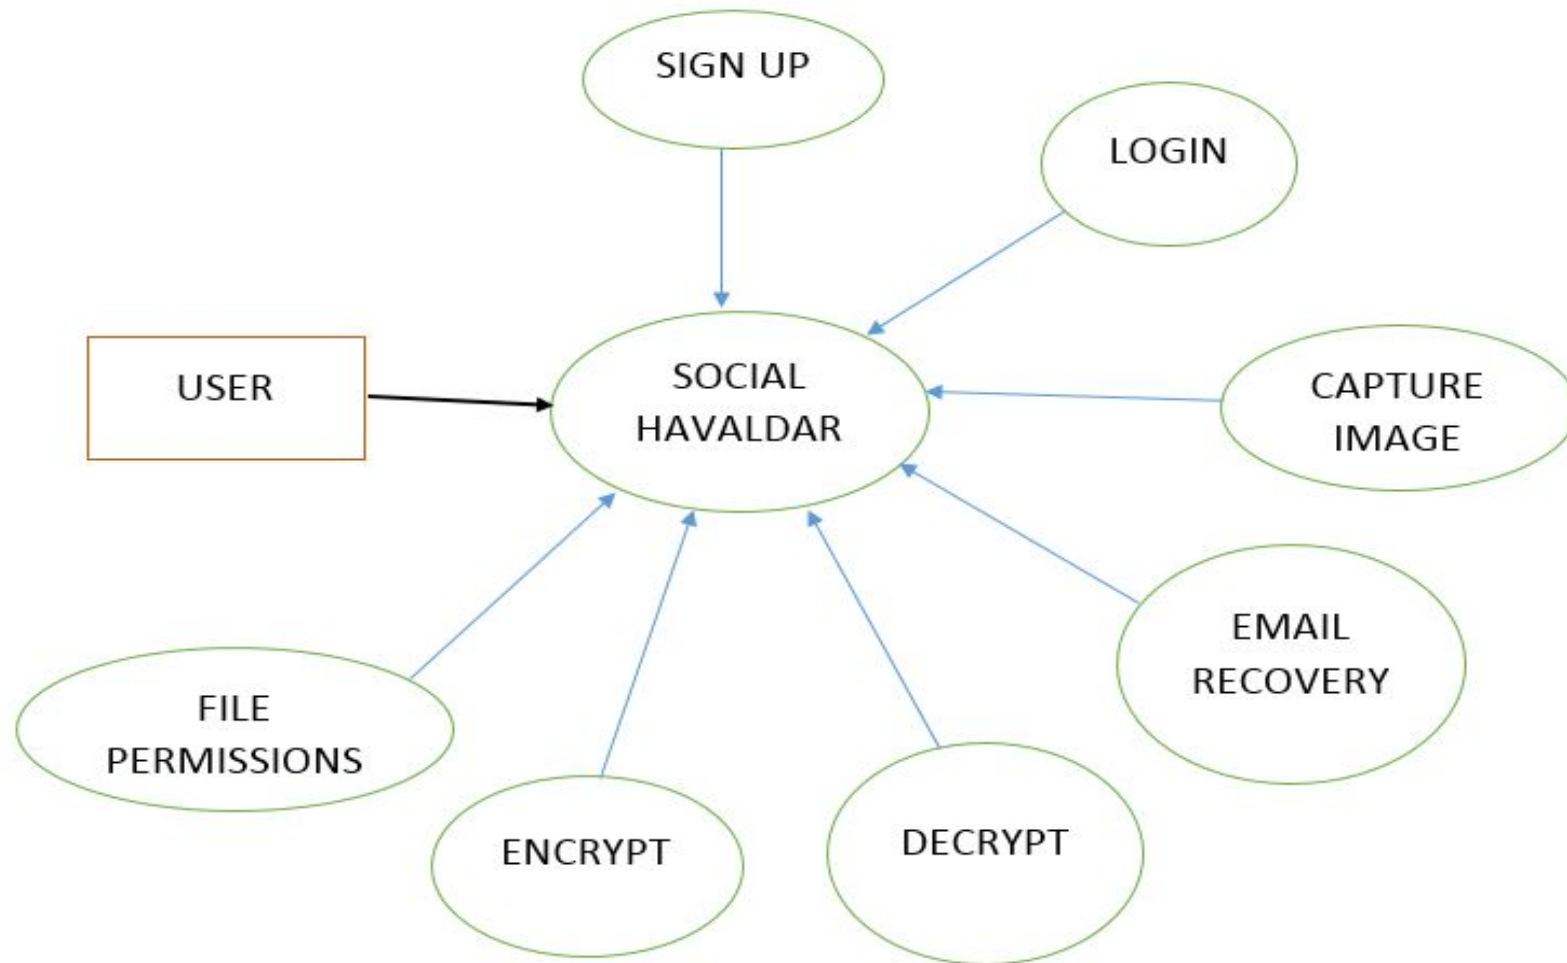 SIGN UP
LOGIN
USER
SOCIAL
HAVALDAR
CAPTURE
IMAGE
EMAIL
RECOVERY
FILE
PERMISSIONS
ENCRYPT
DECRYPT